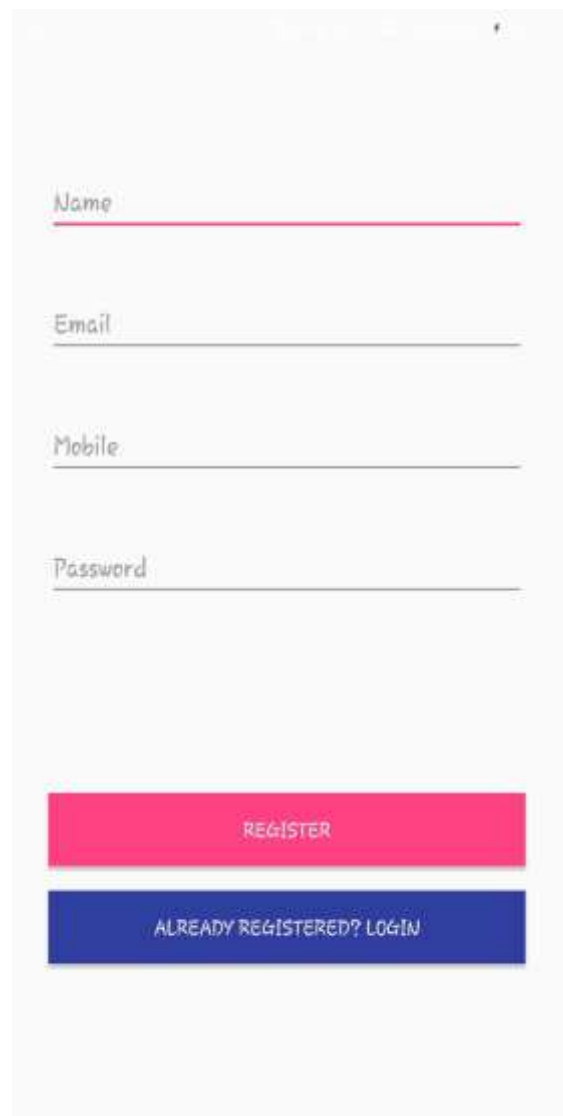 Name
Email
Mobile
Password
REGISTER
ALREADY REGISTERED? LOGIN